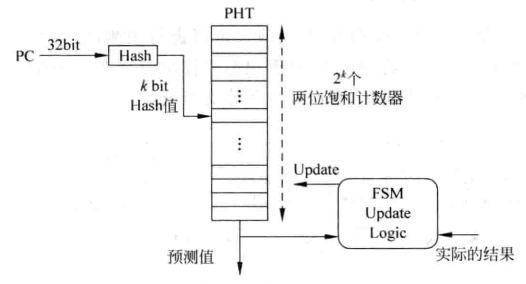 PHT
PC
32bit
Hash
k bit
Hash值
2^k个
两位饱和计数器
Update
FSM
Update
Logic
预测值
实际的结果